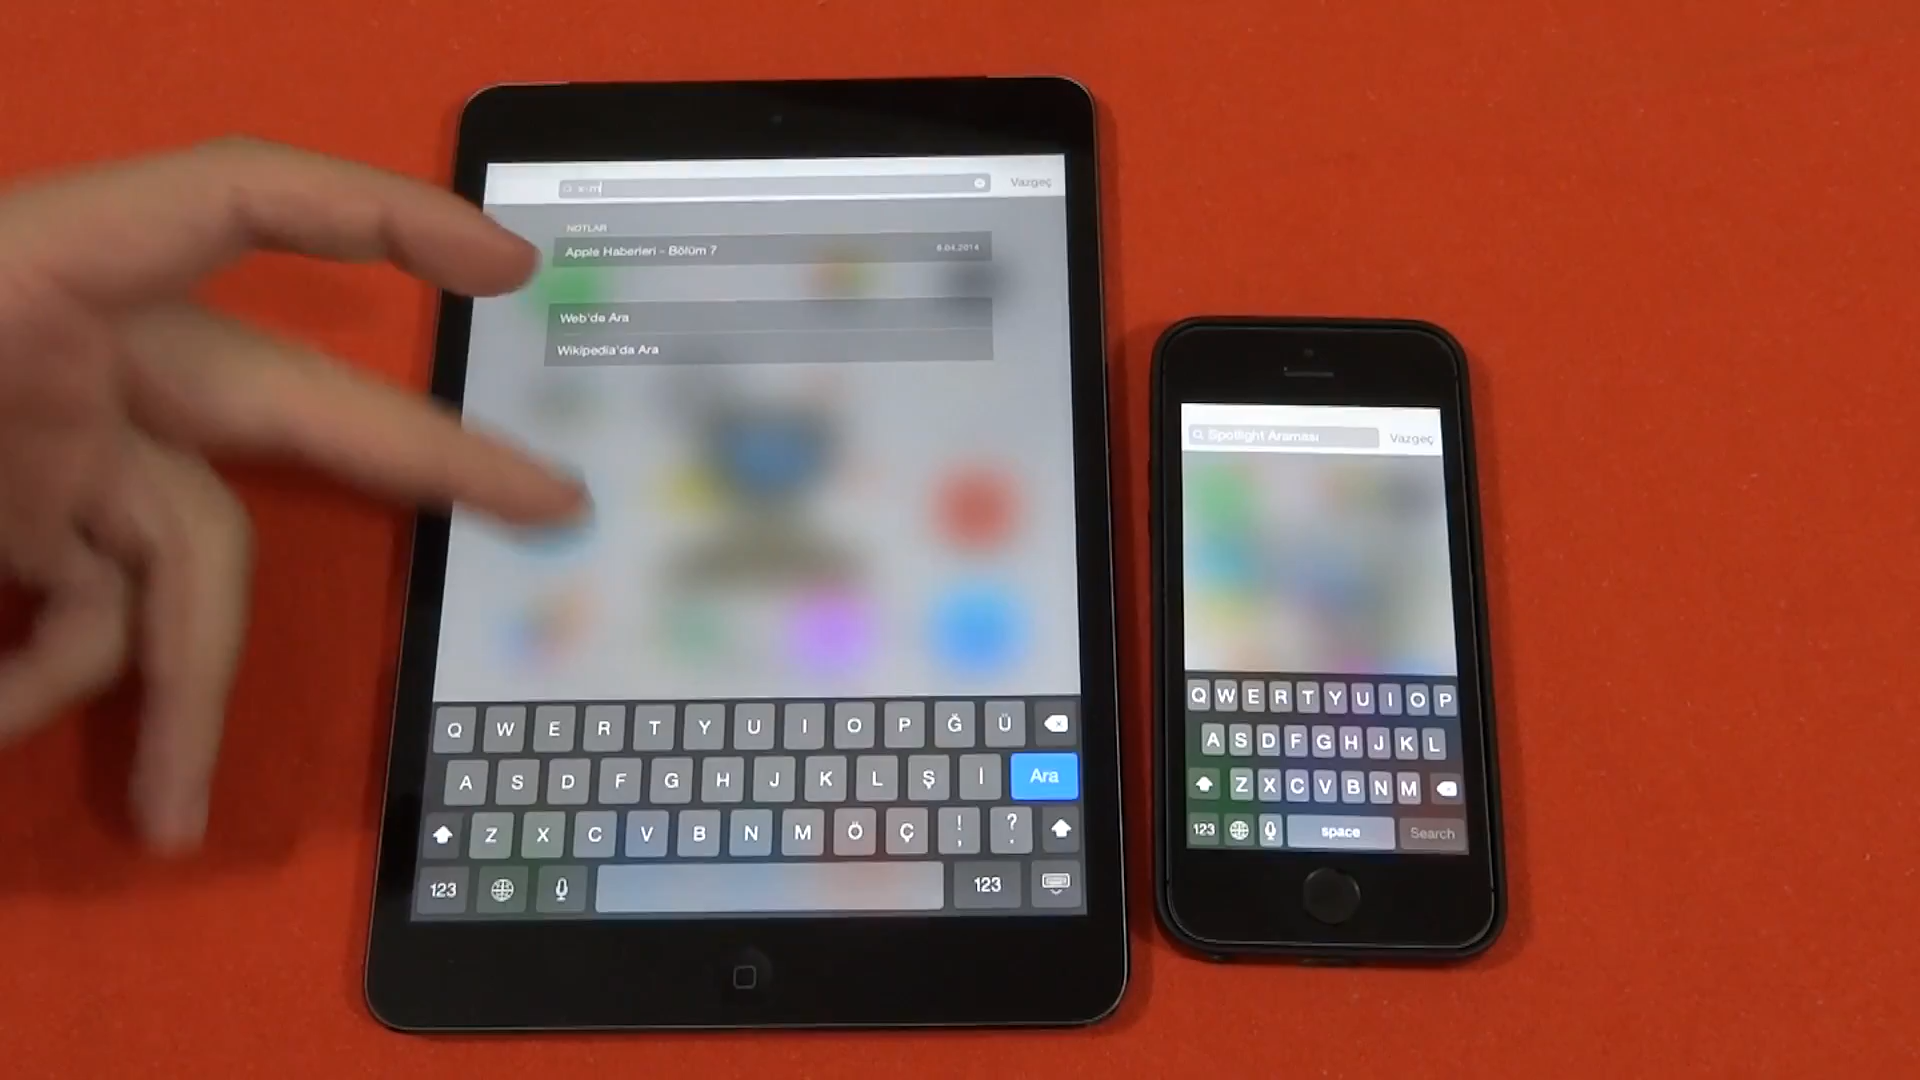 Vazgeç
NOTLAR
Apple Haberleri - Bölüm 7
6.04.2014
Web'de Ara
Wikipedia'da Ara
Q W E R T Y U I O P Ğ Ü
A S D F G H J K L Ş İ Ara
Z X C V B N M Ö Ç ! , ? .
123 123
Spotlight Araması Vazgeç
Q W E R T Y U I O P
A S D F G H J K L
Z X C V B N M
123 space Search